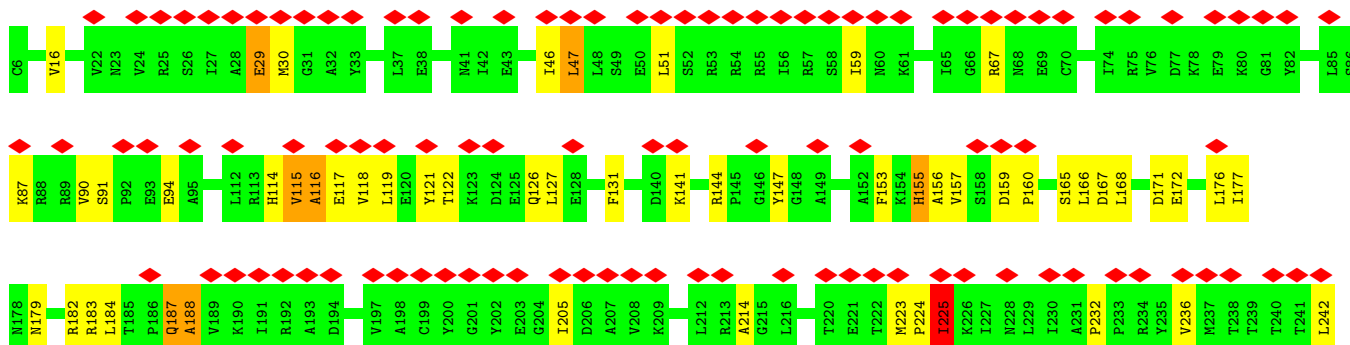 C6 V16 V22 N23 V24 R25 S26 I27 A28 E29 M30 G31 A32 Y33 L37 E38 N41 I42 E43 I46 L47 L48 S49 E50 L51 S52 R53 R54 R55 I56 R57 S58 I59 N60 K61 I65 G66 R67 N68 E69 C70 I74 R75 V76 D77 K78 E79 K80 G81 Y82 L85 S86
K87 R88 R89 V90 S91 P92 E93 E94 A95 L112 R113 H114 V115 A116 E117 V118 L119 E120 Y121 T122 K123 D124 E125 Q126 L127 E128 F131 D140 K141 R144 P145 G146 Y147 G148 A149 A152 F153 K154 H155 A156 V157 S158 D159 P160 S165 L166 D167 L168 D171 E172 L176 I177
N178 N179 R182 R183 L184 T185 P186 Q187 A188 V189 K190 I191 R192 A193 D194 V197 A198 C199 Y200 G201 Y202 E203 G204 I205 D206 A207 V208 K209 L212 R213 A214 G215 L216 T220 E221 T222 M223 P224 I225 K226 I227 N228 L229 I230 A231 P232 P233 R234 Y235 V236 M237 T238 T239 T240 T241 L242